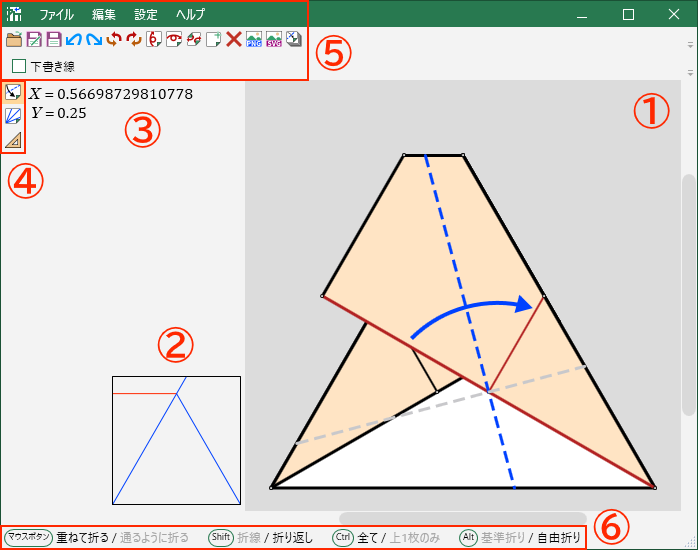 ファイル 編集 設定 ヘルプ
PNG SVG
⑤
下書き線
①
X = 0.56698729810778
Y = 0.25
③
④
②
⑥
マウスボタン 重ねて折る / 通るように折る Shift 折線 / 折り返し Ctrl 全て / 上1枚のみ Alt 基準折り / 自由折り